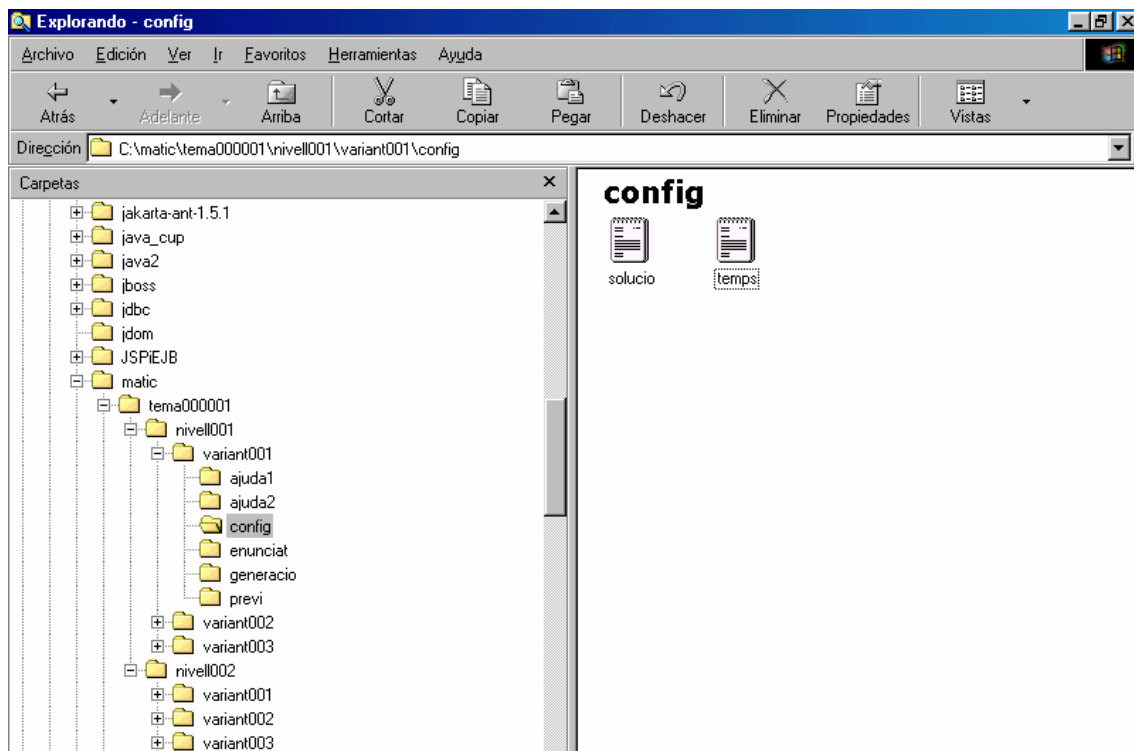 Explorando - config
Archivo Edición Ver Ir Favoritos Herramientas Ayuda
Atrás Adelante Arriba Cortar Copiar Pegar Deshacer Eliminar Propiedades Vistas
Dirección C:\matic\tema000001\nivell001\variant001\config
Carpetas
jakarta-ant-1.5.1
java_cup
java2
jboss
jdbc
jdom
JSPiEJB
matic
tema000001
nivell001
variant001
ajuda1
ajuda2
config
enunciat
generacio
previ
variant002
variant003
nivell002
variant001
variant002
variant003
config
solucio temps